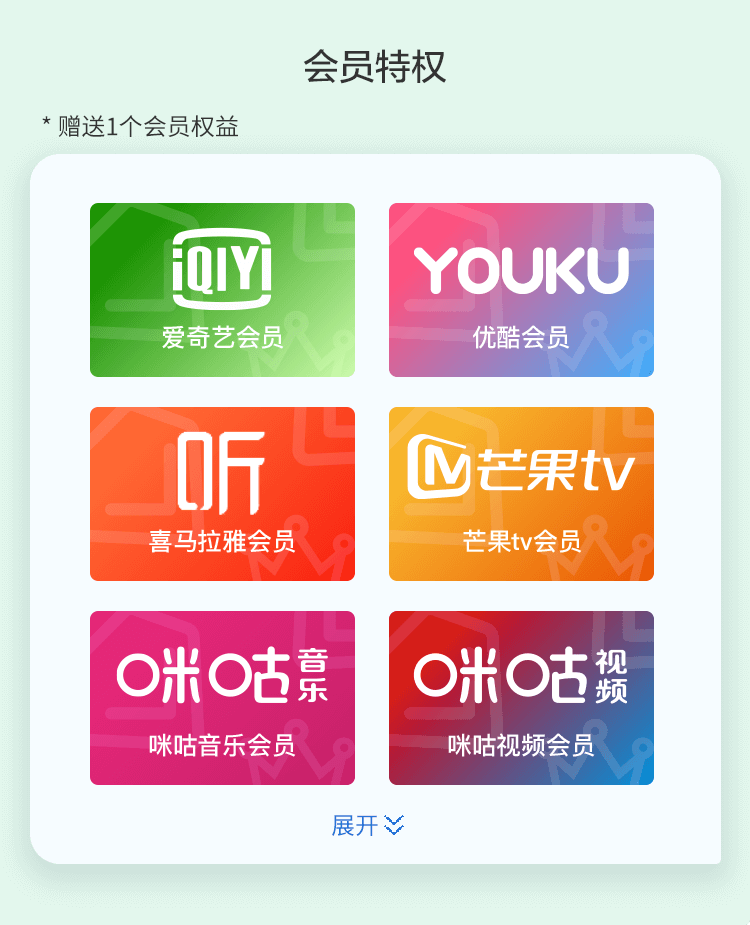 会员特权
* 赠送1个会员权益
iQIYI
爱奇艺会员
YOUKU
优酷会员
听
喜马拉雅会员
芒果tv
芒果tv会员
咪咕音乐
咪咕音乐会员
咪咕视频
咪咕视频会员
展开